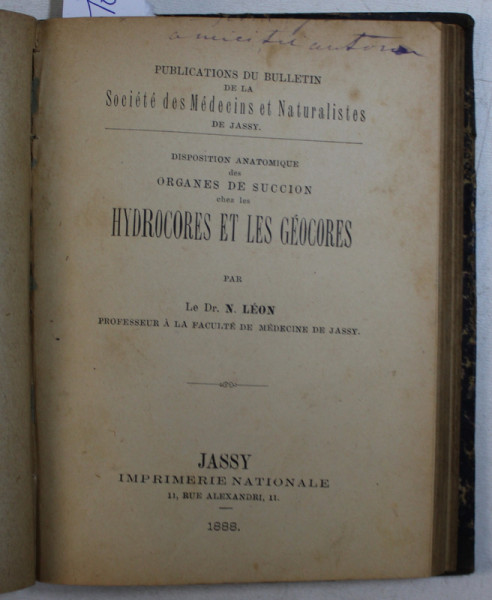 PUBLICATIONS DU BULLETIN
DE LA
Société des Médecins et Naturalistes
DE JASSY.
DISPOSITION ANATOMIQUE
des
ORGANES DE SUCCION
chez les
HYDROCORES ET LES GÉOCORES
PAR
Le Dr. N. LÉON
PROFESSEUR À LA FACULTÉ DE MÉDECINE DE JASSY.
JASSY
IMPRIMERIE NATIONALE
11, RUE ALEXANDRI, 11.
1888.